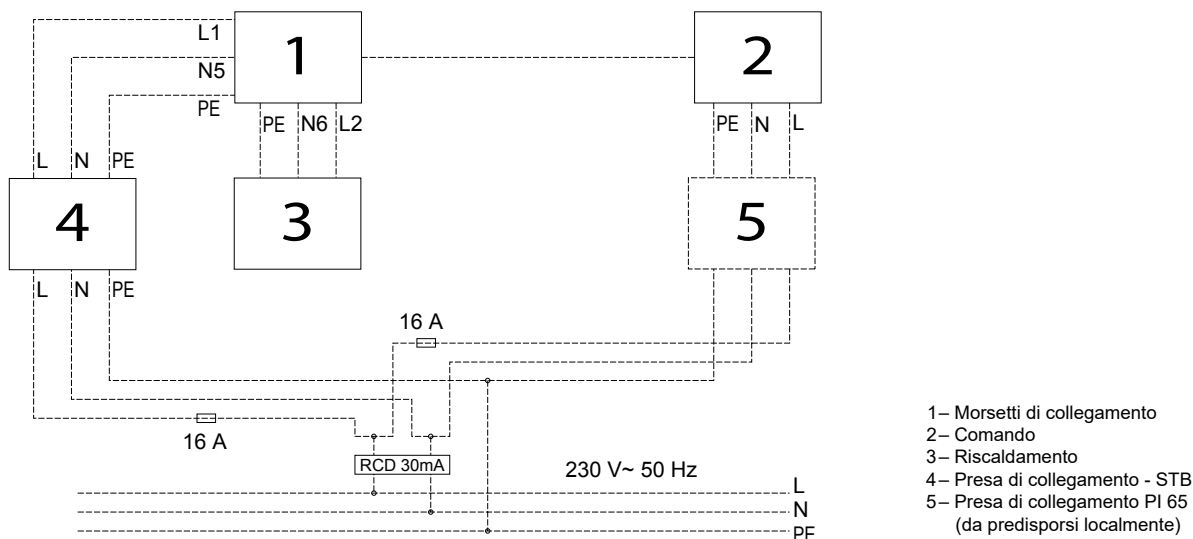 L1
1
2
N5
PE
PE N6 L2
PE N L
L N PE
4
3
5
L N PE
16 A
16 A
RCD 30mA
230 V~ 50 Hz
L
N
PE
1– Morsetti di collegamento
2– Comando
3– Riscaldamento
4– Presa di collegamento - STB
5– Presa di collegamento PI 65
(da predisporsi localmente)